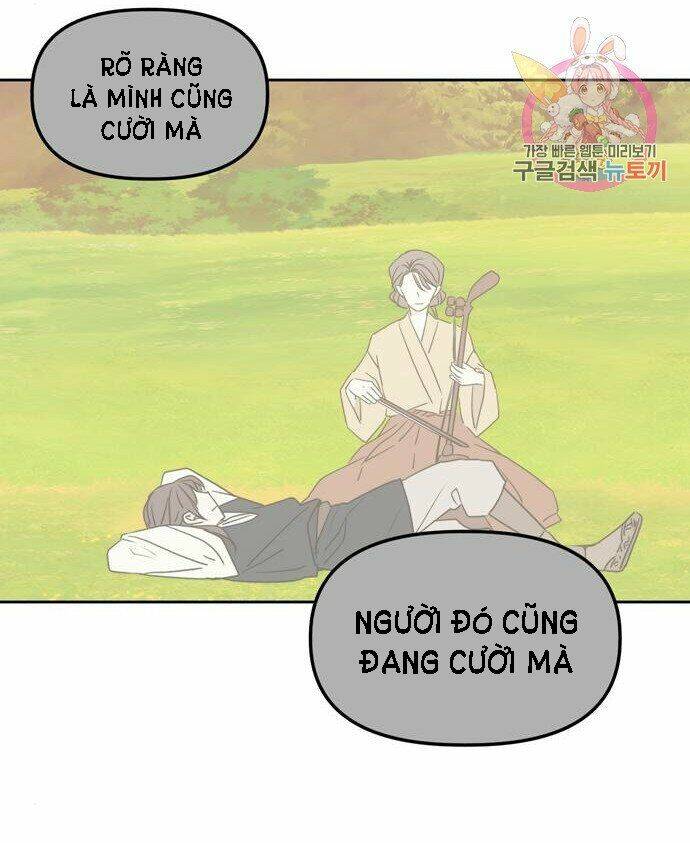 RÕ RÀNG
LÀ MÌNH CŨNG
CƯỜI MÀ
가장 빠른 웹툰 미리보기
구글검색 뉴토끼
NGƯỜI ĐÓ CŨNG
ĐANG CƯỜI MÀ